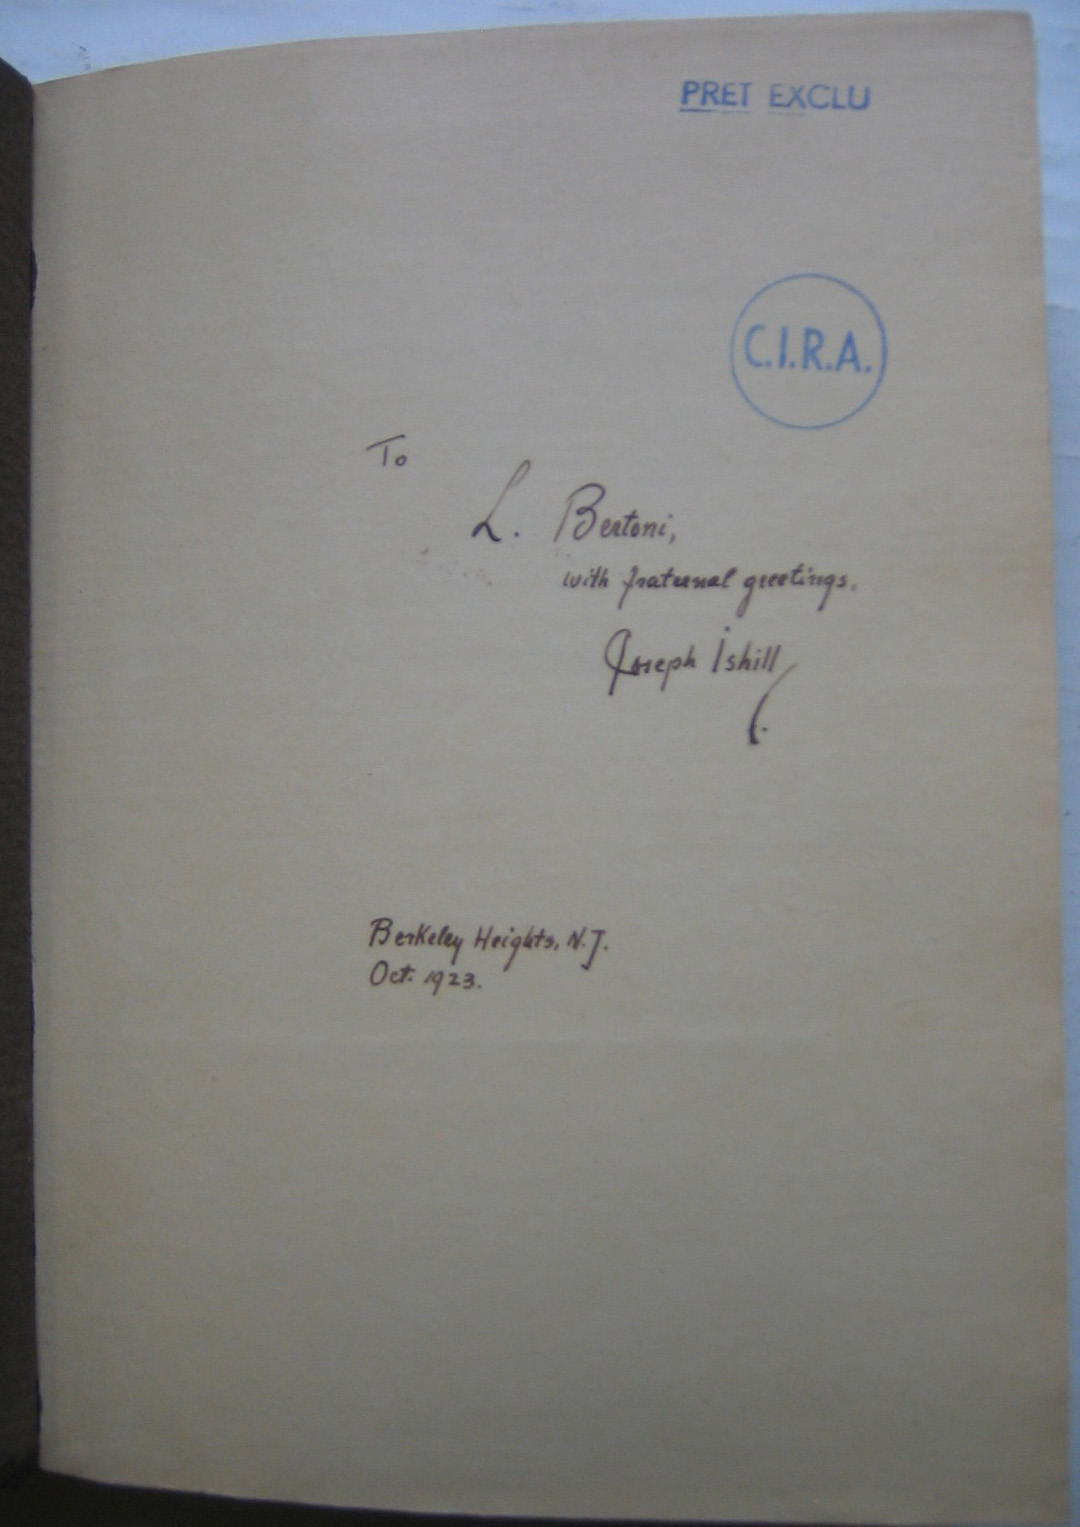 PRET EXCLU
C.I.R.A.
To
L. Bertoni,
with fraternal greetings.
Joseph Ishill
Berkeley Heights, N.J.
Oct. 1923.